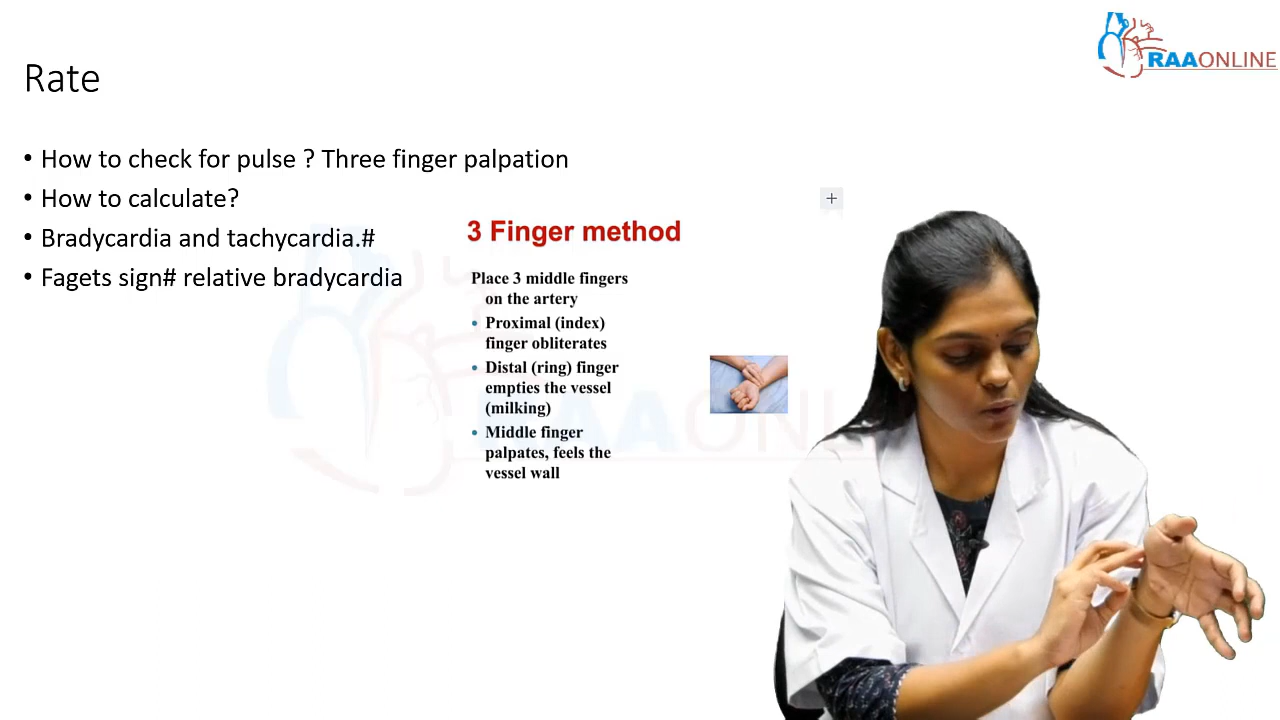 RAAONLINE
Rate
• How to check for pulse ? Three finger palpation
• How to calculate?
• Bradycardia and tachycardia.#
• Fagets sign# relative bradycardia
3 Finger method
Place 3 middle fingers
on the artery
• Proximal (index)
finger obliterates
• Distal (ring) finger
empties the vessel
(milking)
• Middle finger
palpates, feels the
vessel wall
RAAONLINE